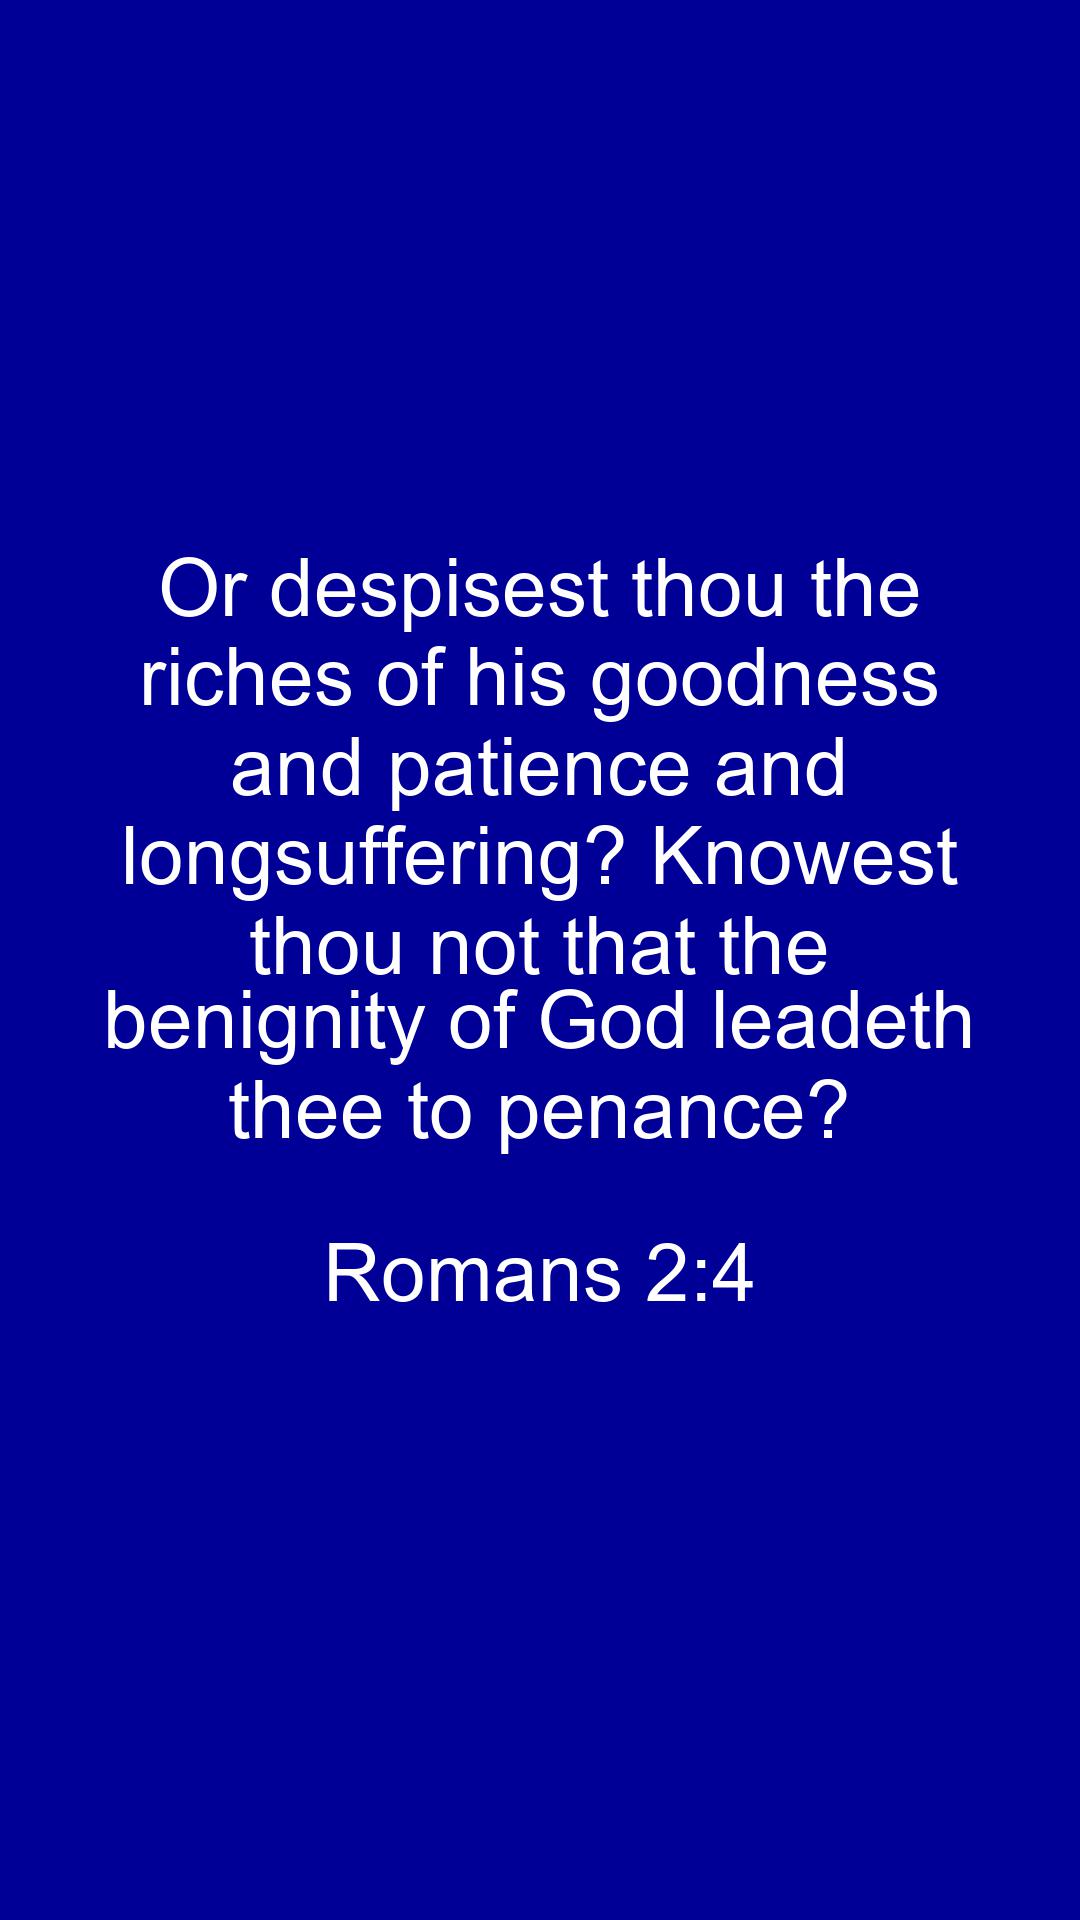 Or despisest thou the
riches of his goodness
and patience and
longsuffering? Knowest
thou not that the
benignity of God leadeth
thee to penance?
Romans 2:4